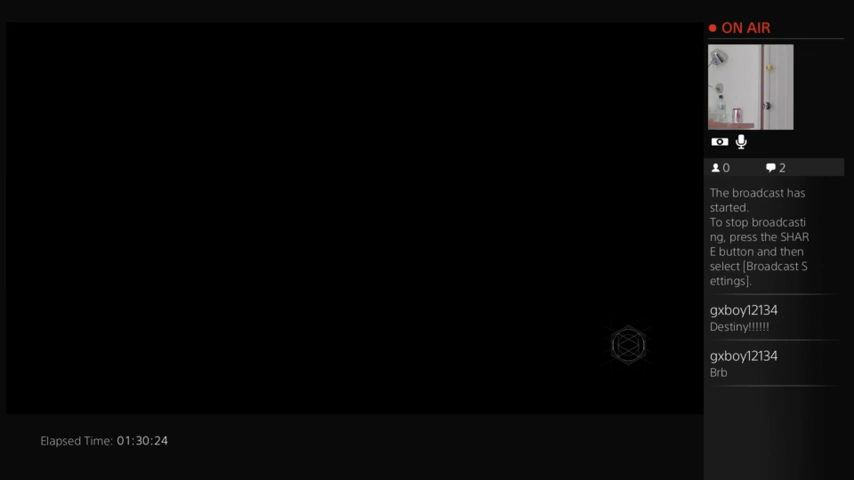 ON AIR
0 2
The broadcast has
started.
To stop broadcasti
ng, press the SHAR
E button and then
select [Broadcast S
ettings].
gxboy12134
Destiny!!!!!!
gxboy12134
Brb
Elapsed Time: 01:30:24